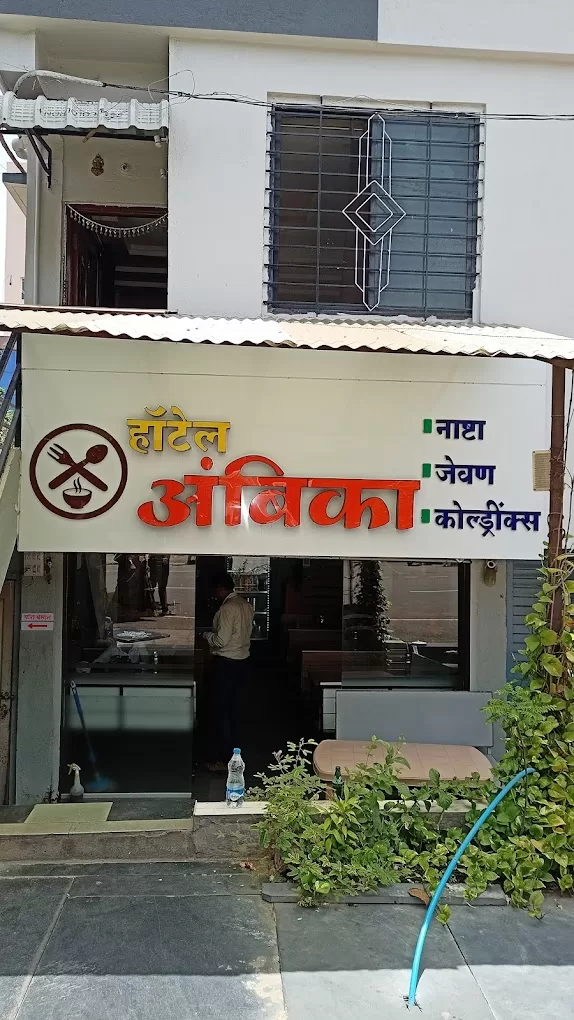 हॉटेल
अंबिका
नाष्टा
जेवण
कोल्ड्रींक्स